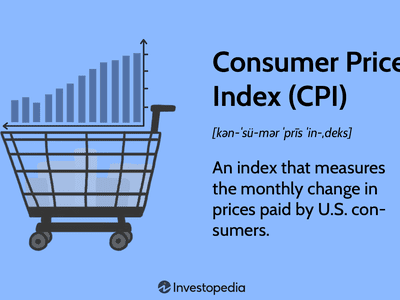 Consumer Price
Index (CPI)
[kən-ˈsü-mər ˈprīs ˈin-ˌdeks]
An index that measures
the monthly change in
prices paid by U.S. con-
sumers.
Investopedia